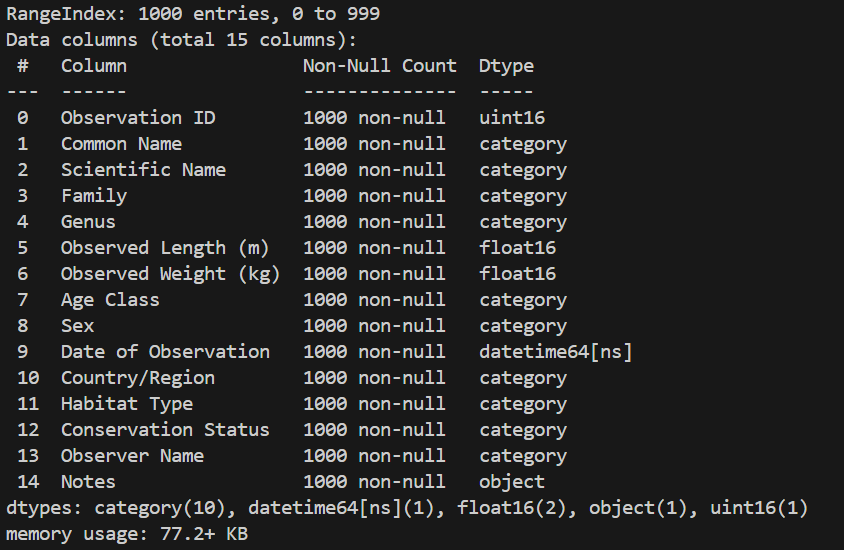 RangeIndex: 1000 entries, 0 to 999
Data columns (total 15 columns):
 #   Column                Non-Null Count  Dtype
---  ------                --------------  -----
 0   Observation ID        1000 non-null   uint16
 1   Common Name           1000 non-null   category
 2   Scientific Name       1000 non-null   category
 3   Family                1000 non-null   category
 4   Genus                 1000 non-null   category
 5   Observed Length (m)   1000 non-null   float16
 6   Observed Weight (kg)  1000 non-null   float16
 7   Age Class             1000 non-null   category
 8   Sex                   1000 non-null   category
 9   Date of Observation   1000 non-null   datetime64[ns]
 10  Country/Region        1000 non-null   category
 11  Habitat Type          1000 non-null   category
 12  Conservation Status   1000 non-null   category
 13  Observer Name         1000 non-null   category
 14  Notes                 1000 non-null   object
dtypes: category(10), datetime64[ns](1), float16(2), object(1), uint16(1)
memory usage: 77.2+ KB